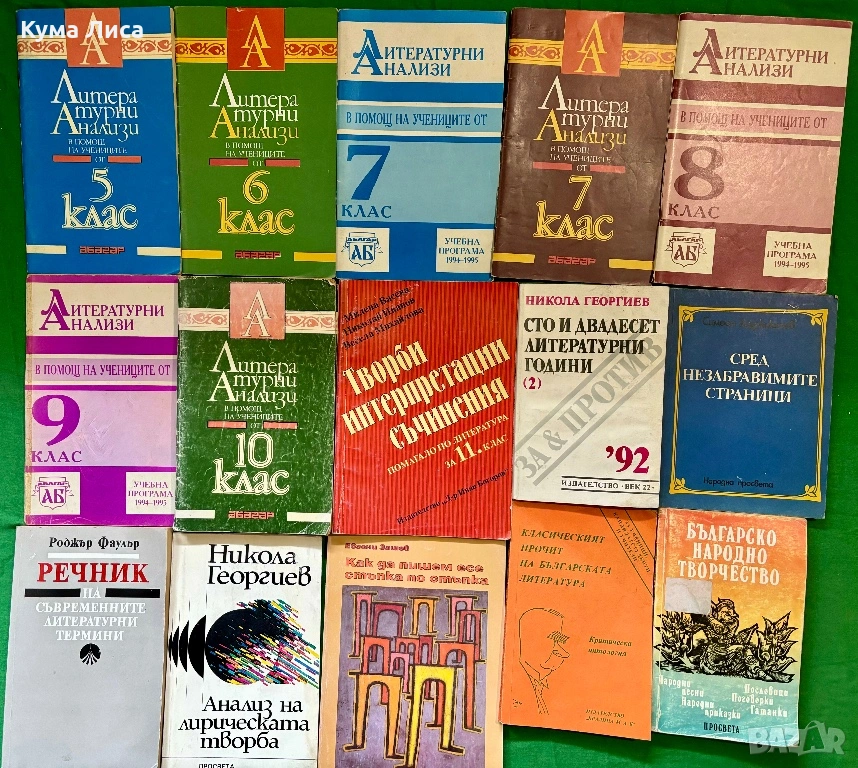 Кума Лиса
Литера
турни
Анализи
В ПОМОЩ
НА УЧЕНИЦИТЕ
ОТ
5
клас
АБАГАР
Литера
турни
Анализи
В ПОМОЩ
НА УЧЕНИЦИТЕ
ОТ
6
клас
АБАГАР
ЛИТЕРАТУРНИ
АНАЛИЗИ
В ПОМОЩ НА УЧЕНИЦИТЕ ОТ
7
КЛАС
АБАГАР
АБ
УЧЕБНА
ПРОГРАМА
1994-1995
Литера
турни
Анализи
В ПОМОЩ
НА УЧЕНИЦИТЕ
ОТ
7
клас
АБАГАР
ЛИТЕРАТУРНИ
АНАЛИЗИ
В ПОМОЩ НА УЧЕНИЦИТЕ ОТ
8
КЛАС
АБАГАР
АБ
УЧЕБНА
ПРОГРАМА
1994-1995
ЛИТЕРАТУРНИ
АНАЛИЗИ
В ПОМОЩ НА УЧЕНИЦИТЕ ОТ
9
КЛАС
АБАГАР
АБ
УЧЕБНА
ПРОГРАМА
1994-1995
Литера
турни
Анализи
В ПОМОЩ
НА УЧЕНИЦИТЕ
ОТ
10
клас
АБАГАР
Николай
Михайлова
Творби
интерпретации
съчинения
ПОМАГАЛО ПО ЛИТЕРАТУРА
ЗА 11. КЛАС
Издателство
НИКОЛА ГЕОРГИЕВ
СТО И ДВАДЕСЕТ
ЛИТЕРАТУРНИ
ГОДИНИ
(2)
ЗА & ПРОТИВ
'92
ИЗДАТЕЛСТВО «ВЕК 22»
СРЕД
НЕЗАБРАВИМИТЕ
СТРАНИЦИ
Народна просвета
Роджър Фаулър
РЕЧНИК
НА
СЪВРЕМЕННИТЕ
ЛИТЕРАТУРНИ
ТЕРМИНИ
Никола
Георгиев
Анализ на
лирическата
творба
ПРОСВЕТА
Как да пишем есе
стъпка по стъпка
КЛАСИЧЕСКИЯТ
ПРОЧИТ
НА БЪЛГАРСКАТА
ЛИТЕРАТУРА
Критическа
антология
ИЗДАТЕЛСТВО
БЪЛГАРСКО
НАРОДНО
ТВОРЧЕСТВО
Народни
песни
Народни
приказки
Пословици
Поговорки
Гатанки
ПРОСВЕТА
BAZAR